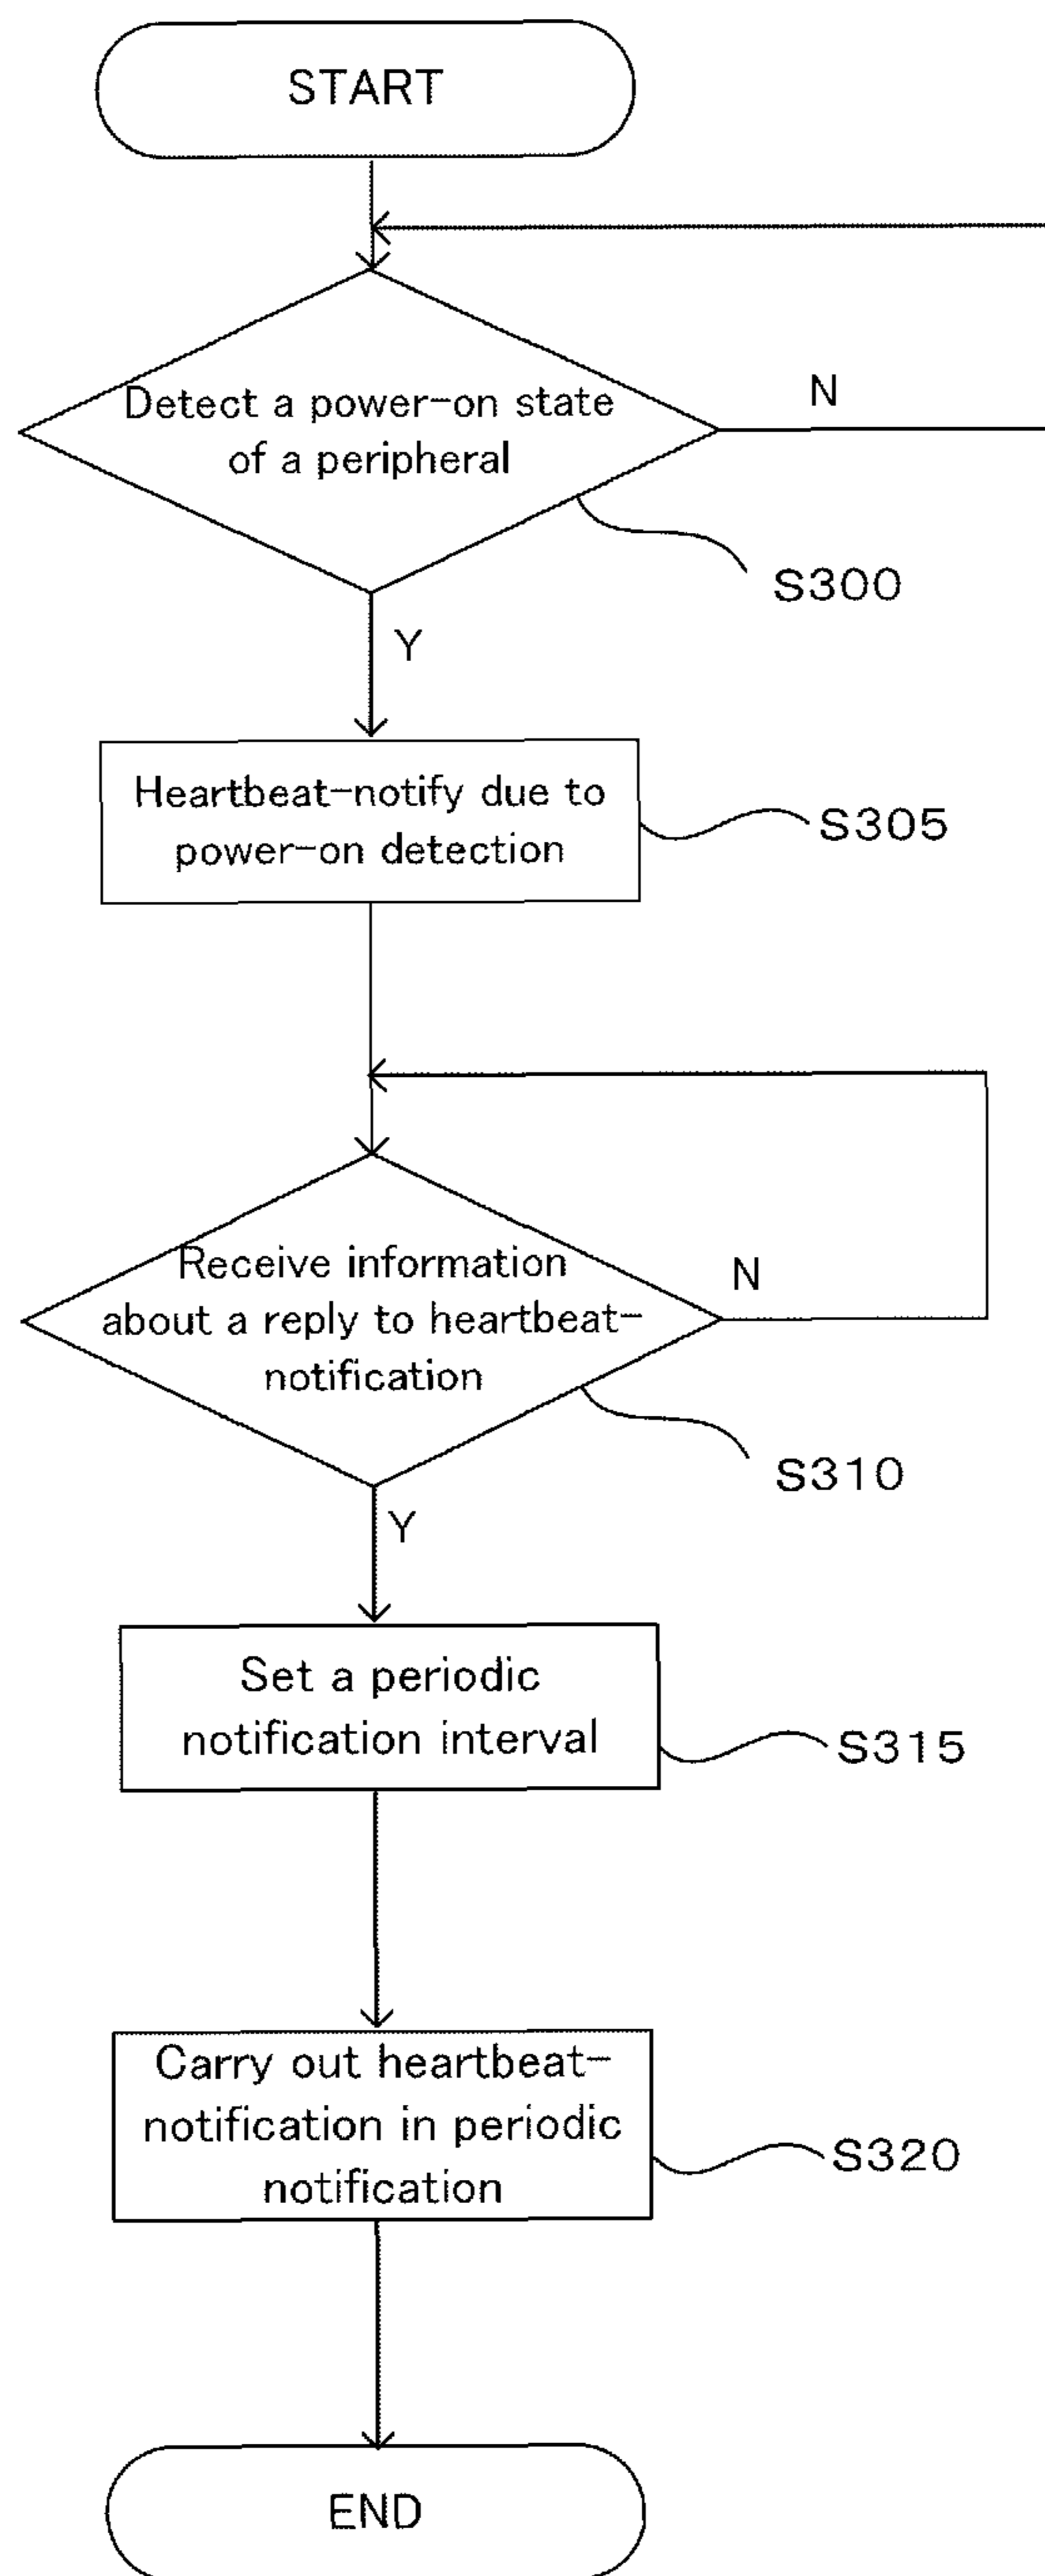 START
Detect a power-on state
of a peripheral
N
S300
Y
Heartbeat-notify due to
power-on detection
S305
Receive information
about a reply to heartbeat-
notification
N
S310
Y
Set a periodic
notification interval
S315
Carry out heartbeat-
notification in periodic
notification
S320
END